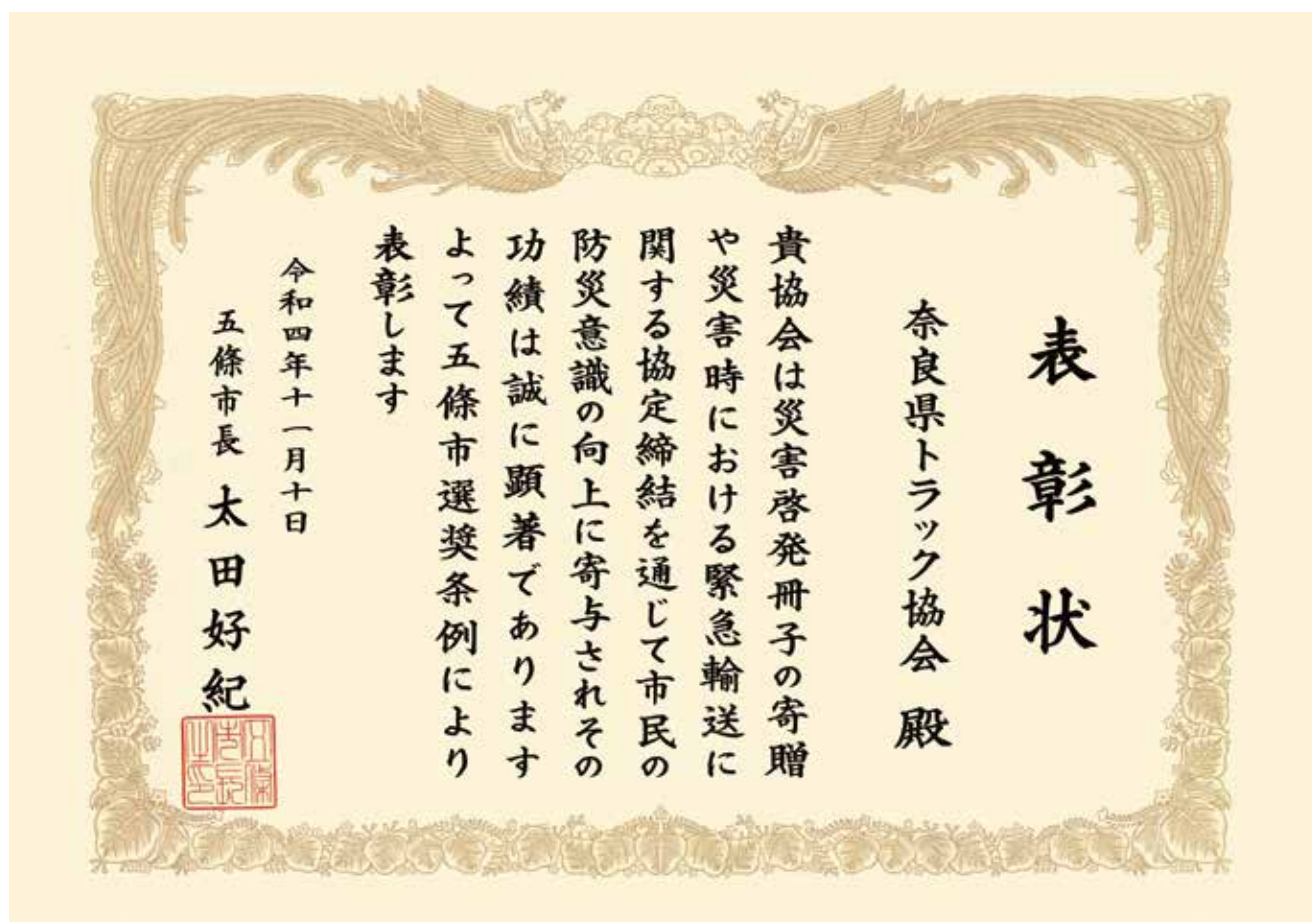 表彰状
奈良県トラック協会 殿
貴協会は災害啓発冊子の寄贈
や災害時における緊急輸送に
関する協定締結を通じて市民の
防災意識の向上に寄与されその
功績は誠に顕著であります
よって五條市選奨条例により
表彰します
令和四年十一月十日
五條市長 太田好紀
五條
市長
之印